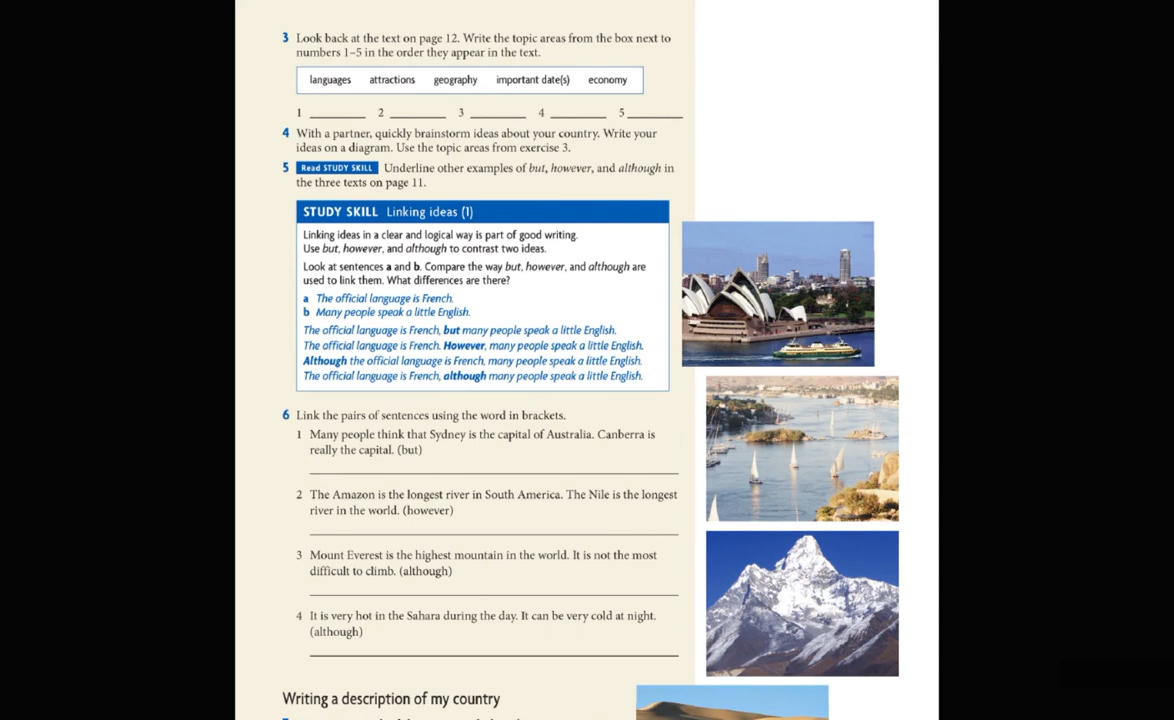 3 Look back at the text on page 12. Write the topic areas from the box next to
numbers 1–5 in the order they appear in the text.
languages attractions geography important date(s) economy
1 ________ 2 ________ 3 ________ 4 ________ 5 ________
4 With a partner, quickly brainstorm ideas about your country. Write your
ideas on a diagram. Use the topic areas from exercise 3.
5 Read STUDY SKILL Underline other examples of but, however, and although in
the three texts on page 11.
STUDY SKILL Linking ideas (1)
Linking ideas in a clear and logical way is part of good writing.
Use but, however, and although to contrast two ideas.
Look at sentences a and b. Compare the way but, however, and although are
used to link them. What differences are there?
a The official language is French.
b Many people speak a little English.
The official language is French, but many people speak a little English.
The official language is French. However, many people speak a little English.
Although the official language is French, many people speak a little English.
The official language is French, although many people speak a little English.
6 Link the pairs of sentences using the word in brackets.
1 Many people think that Sydney is the capital of Australia. Canberra is
really the capital. (but)
2 The Amazon is the longest river in South America. The Nile is the longest
river in the world. (however)
3 Mount Everest is the highest mountain in the world. It is not the most
difficult to climb. (although)
4 It is very hot in the Sahara during the day. It can be very cold at night.
(although)
Writing a description of my country